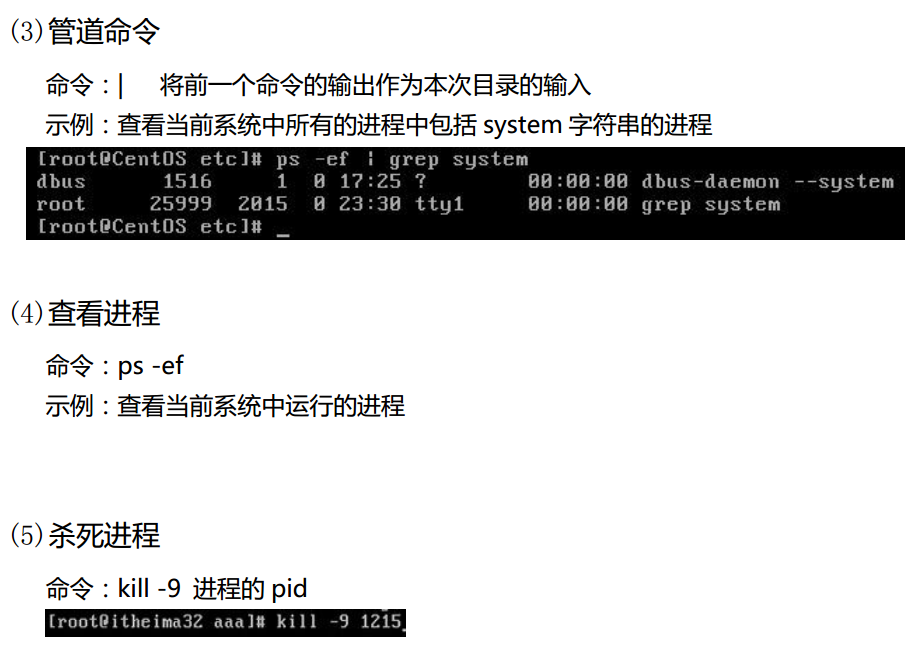 (3)管道命令
命令：|     将前一个命令的输出作为本次目录的输入
示例：查看当前系统中所有的进程中包括 system 字符串的进程
[root@CentOS etc]# ps -ef | grep system
dbus      1516     1  0 17:25 ?        00:00:00 dbus-daemon --system
root     25999  2015  0 23:30 tty1     00:00:00 grep system
[root@CentOS etc]# _
(4)查看进程
命令：ps -ef
示例：查看当前系统中运行的进程
(5)杀死进程
命令：kill -9  进程的 pid
[root@itheima32 aaa]# kill -9 1215_